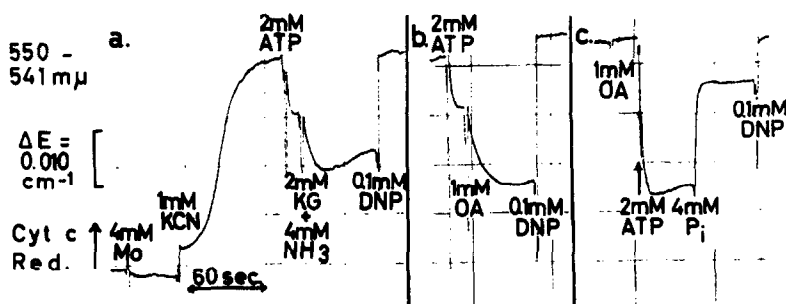 a.
550 -
541 mμ
ΔE =
0.010
cm-1
Cyt c
Red.
4mM
Mo
1mM
KCN
60 sec.
2mM
ATP
2mM
KG
+
4mM
NH3
0.1mM
DNP
b.
2mM
ATP
1mM
OA
0.1mM
DNP
c.
1mM
OA
2mM
ATP
4mM
Pi
0.1mM
DNP